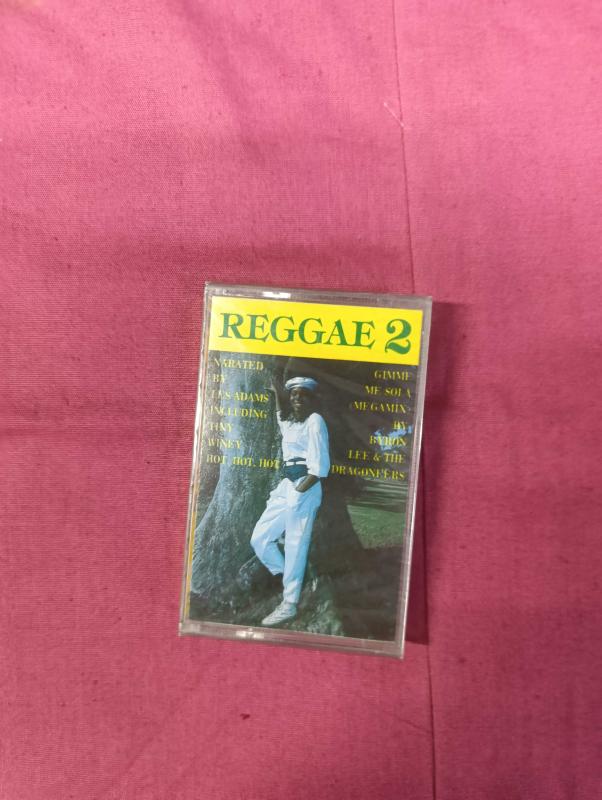 REGGAE 2
NARATED
BY
LES ADAMS
INCLUDING
TINY
WINEY
HOT, HOT, HOT
GIMME
ME SOLA
(MEGAMIX)
BY
BYRON
LEE & THE
DRAGONEERS